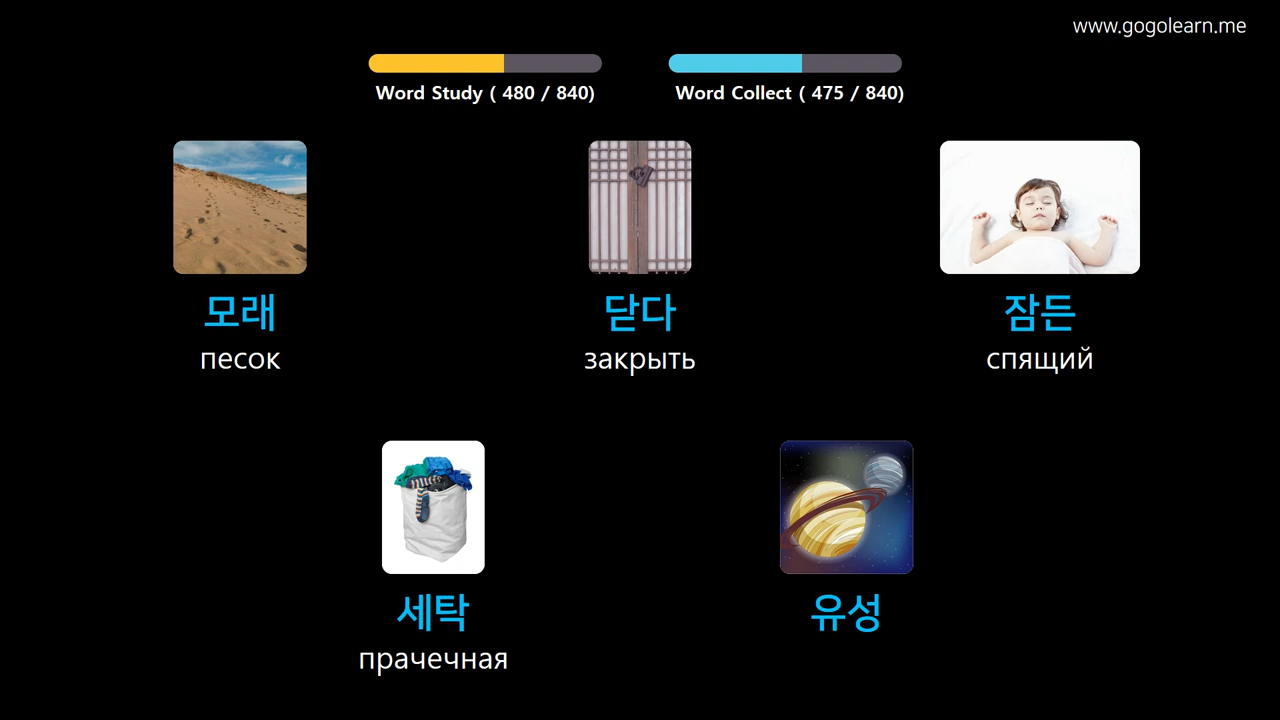 www.gogolearn.me
Word Study ( 480 / 840)
Word Collect ( 475 / 840)
모래
песок
닫다
закрыть
잠든
спящий
세탁
прачечная
유성